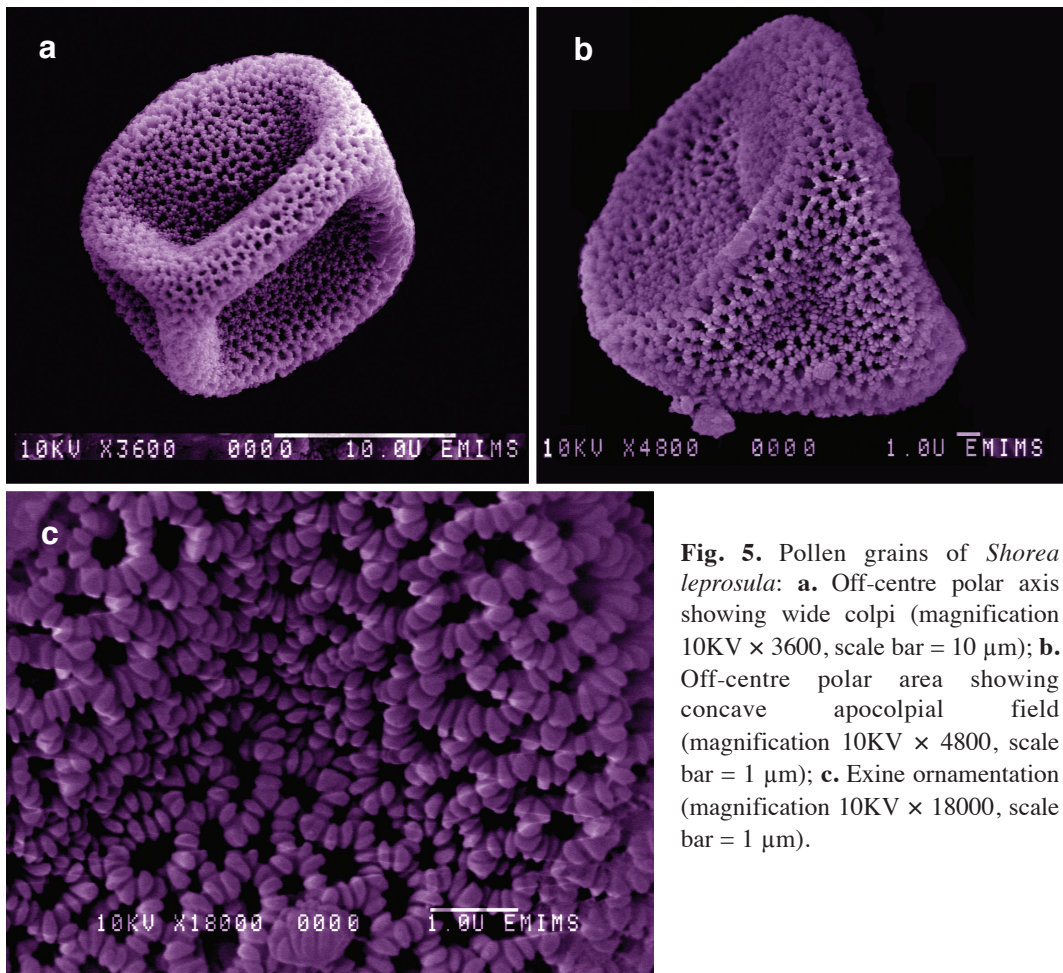 a
10KV X3600 0000 10.0U EMIMS
b
10KV X4800 0000 1.0U EMIMS
c
10KV X18000 0000 1.0U EMIMS
Fig. 5. Pollen grains of Shorea
leprosula: a. Off-centre polar axis
showing wide colpi (magnification
10KV × 3600, scale bar = 10 µm); b.
Off-centre polar area showing
concave apocolpial field
(magnification 10KV × 4800, scale
bar = 1 µm); c. Exine ornamentation
(magnification 10KV × 18000, scale
bar = 1 µm).